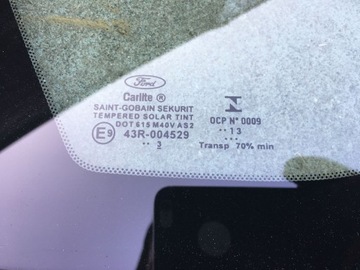 Ford
Carlite ®
SAINT-GOBAIN SEKURIT
TEMPERED SOLAR TINT
DOT 615 M40V AS2
E9 43R-004529
.. 3
OCP N° 0009
·· 13 ···
Transp 70% min